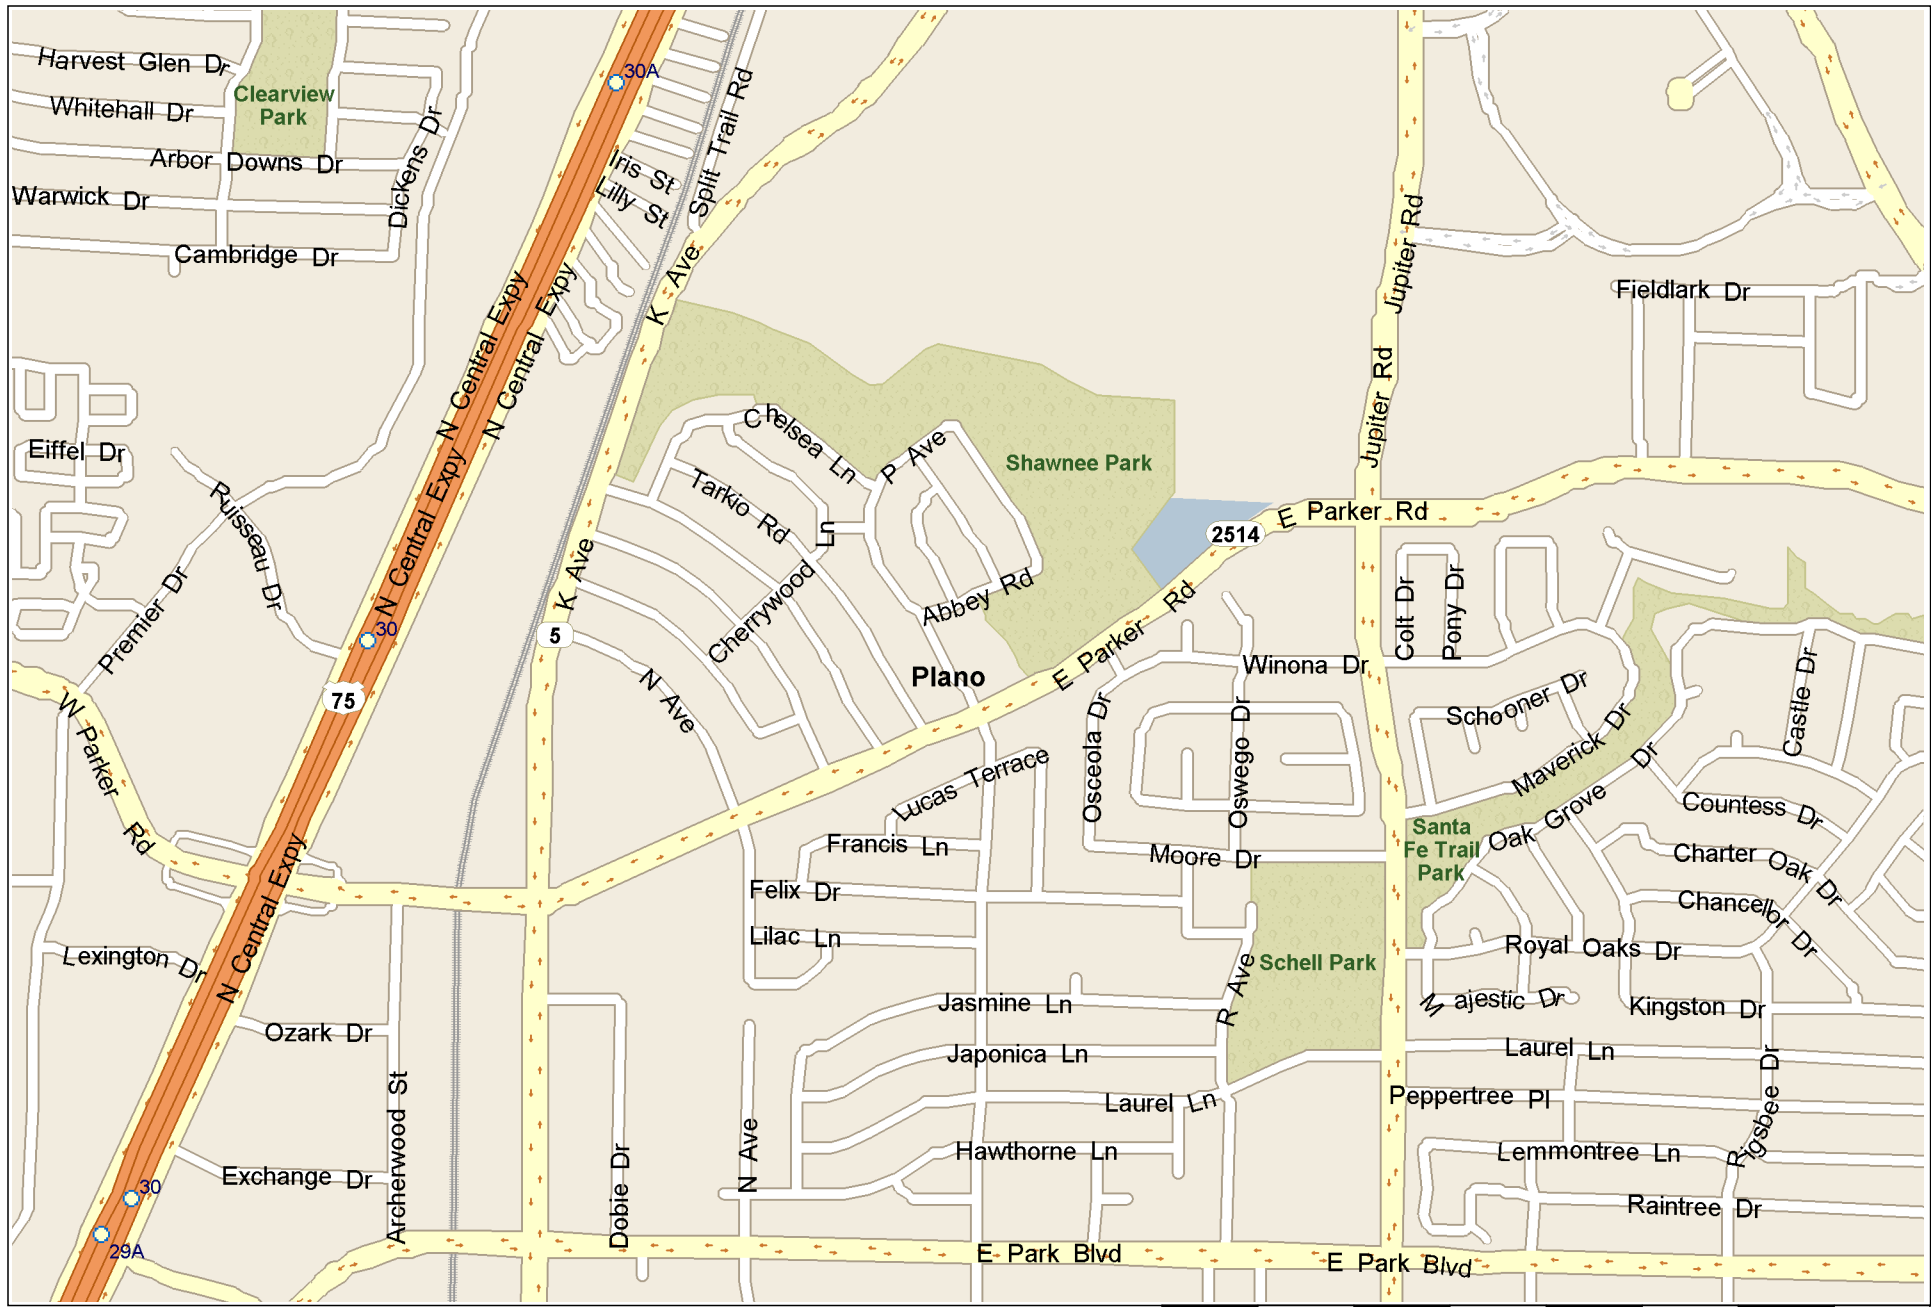 30A
Harvest Glen Dr
Clearview
Park
Whitehall Dr
Arbor Downs Dr
Dickens Dr
Warwick Dr
Cambridge Dr
Iris St
Lilly St
Split Trail Rd
K Ave
N Central Expy
N Central Expy
Jupiter Rd
Jupiter Rd
Jupiter Rd
Fieldlark Dr
Eiffel Dr
Ruisseau Dr
Premier Dr
N Central Expy
30
75
Chelsea Ln
P Ave
Shawnee Park
Tarkio Rd
Cherrywood Ln
Abbey Rd
K Ave
5
N Ave
Plano
2514
E Parker Rd
E Parker Rd
Colt Dr
Pony Dr
Winona Dr
Schooner Dr
Maverick Dr
Castle Dr
Osceola Dr
Oswego Dr
W Parker Rd
Lucas Terrace
Francis Ln
Felix Dr
Lilac Ln
Moore Dr
Santa
Fe Trail
Park
Oak Grove Dr
Countess Dr
Charter Oak Dr
Chancellor Dr
Royal Oaks Dr
Majestic Dr
Kingston Dr
N Central Expy
Lexington Dr
Ozark Dr
Schell Park
R Ave
Jasmine Ln
Japonica Ln
Laurel Ln
Laurel Ln
Peppertree Pl
Rigsbee Dr
Hawthorne Ln
Lemmontree Ln
Raintree Dr
Archerwood St
Exchange Dr
Dobie Dr
N Ave
30
29A
E Park Blvd
E Park Blvd